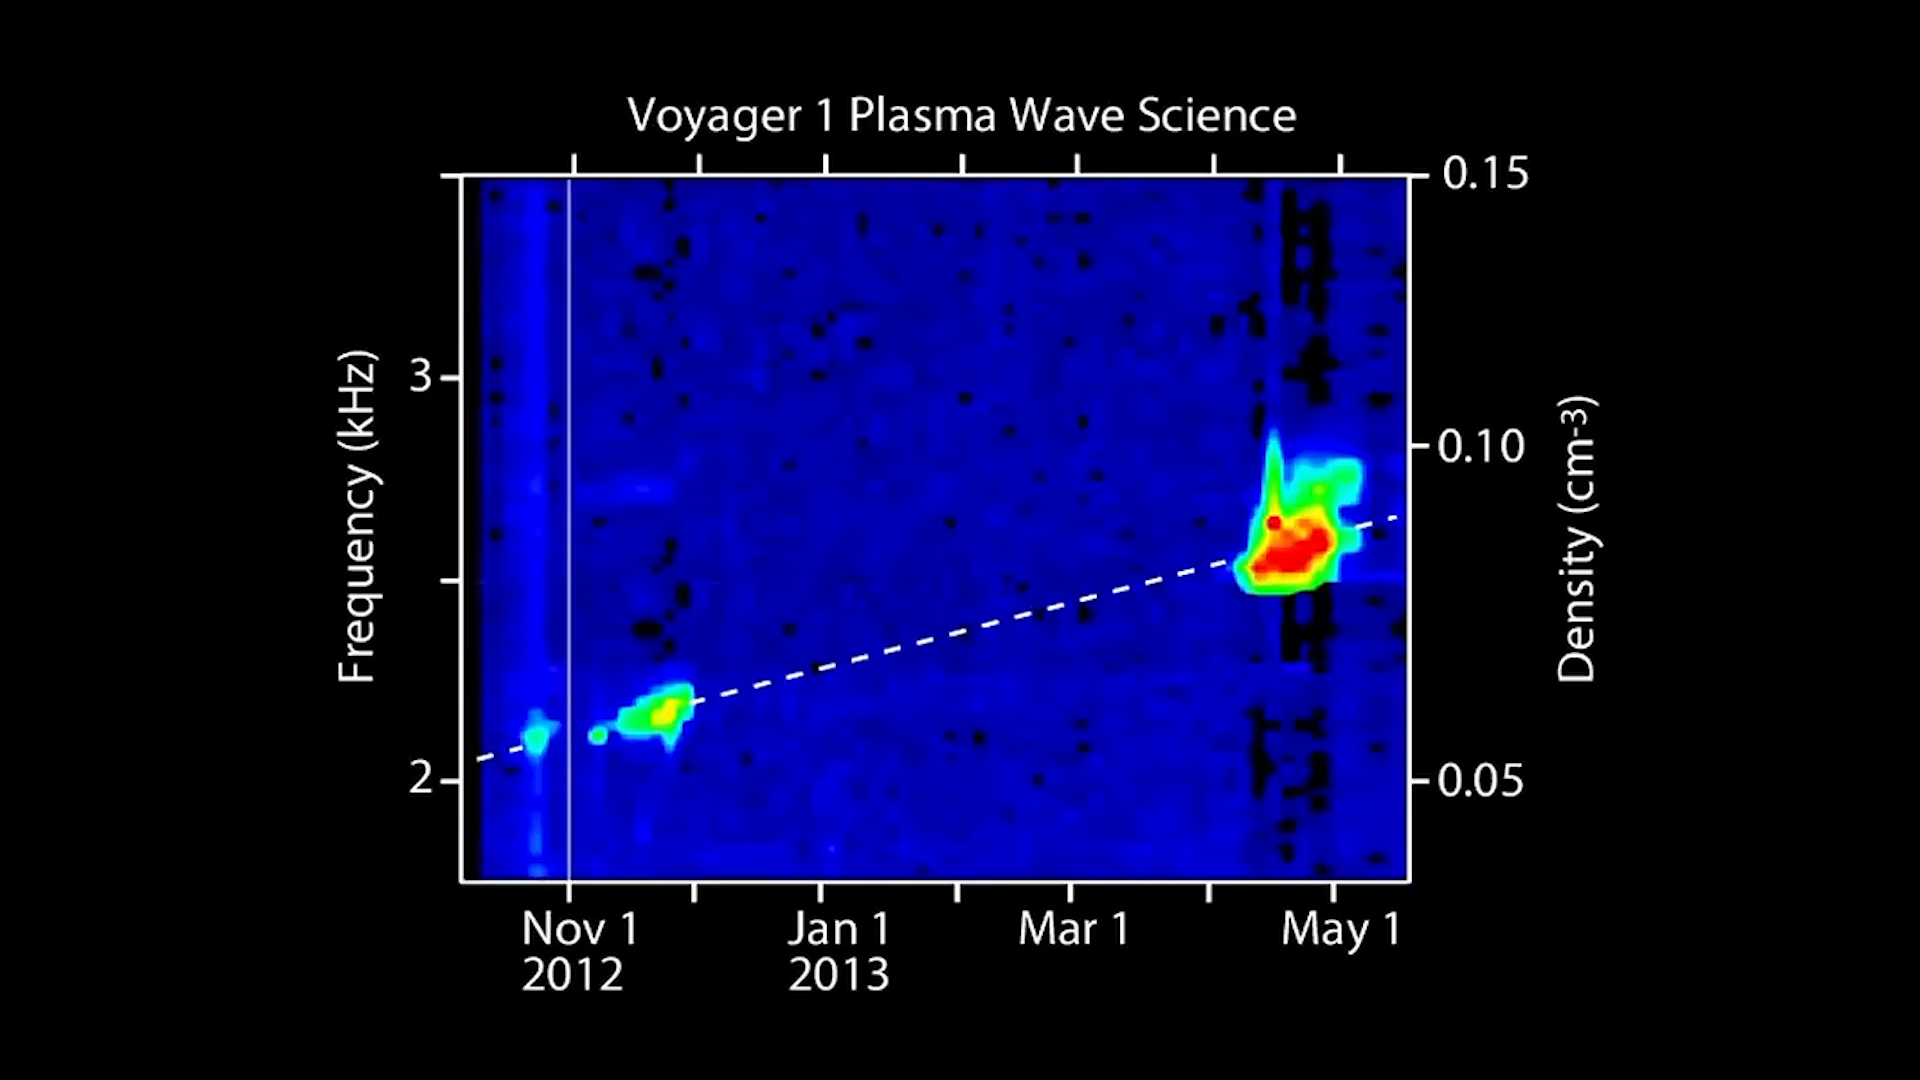 Voyager 1 Plasma Wave Science
0.15
3
0.10
Frequency (kHz)
Density (cm-3)
2
0.05
Nov 1
2012
Jan 1
2013
Mar 1
May 1